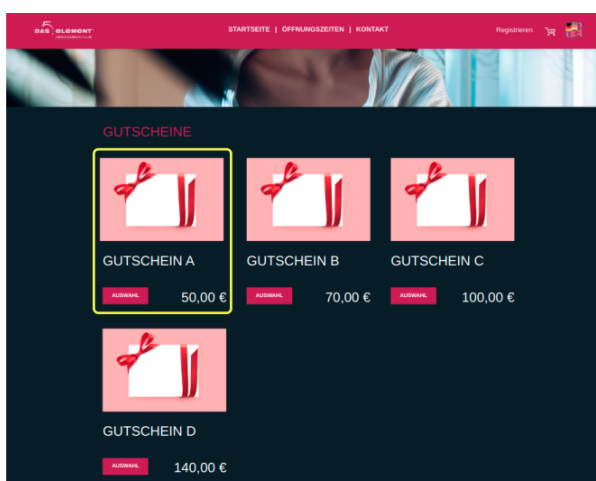 DAS 5 ELEMENT
STARTSEITE | ÖFFNUNGSZEITEN | KONTAKT
Registrieren
GUTSCHEINE
GUTSCHEIN A
GUTSCHEIN B
GUTSCHEIN C
AUSWAHL 50,00 €
AUSWAHL 70,00 €
AUSWAHL 100,00 €
GUTSCHEIN D
AUSWAHL 140,00 €